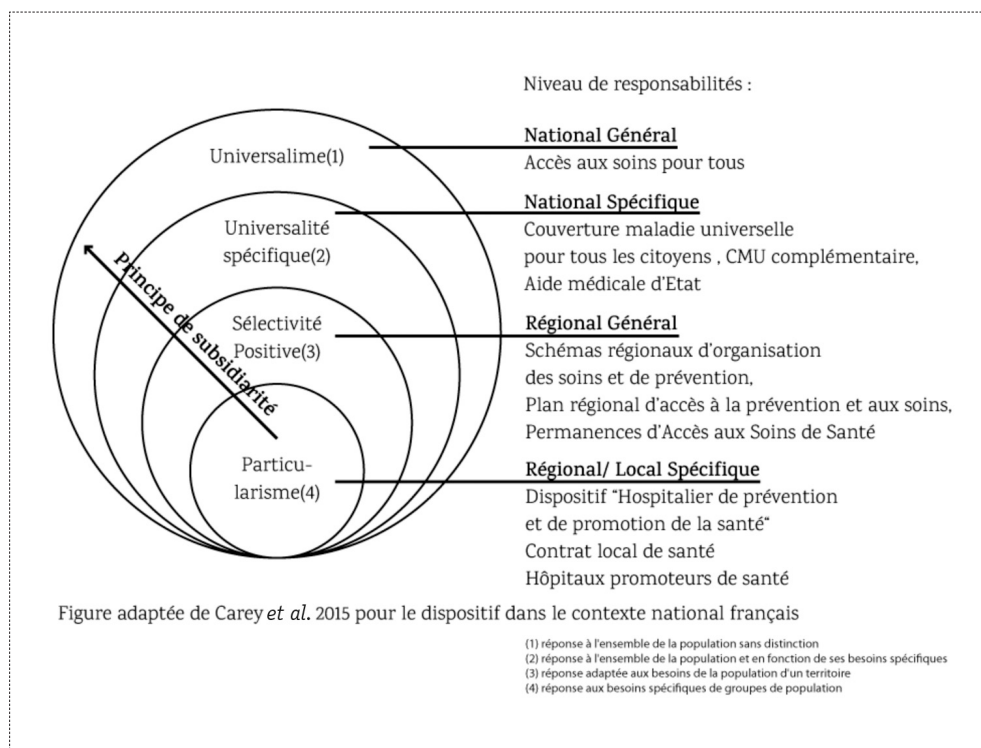 Niveau de responsabilités :
Universalime(1)
National Général
Accès aux soins pour tous
Universalité
spécifique(2)
National Spécifique
Couverture maladie universelle
pour tous les citoyens , CMU complémentaire,
Aide médicale d'Etat
Principe de subsidiarité
Sélectivité
Positive(3)
Régional Général
Schémas régionaux d'organisation
des soins et de prévention,
Plan régional d'accès à la prévention et aux soins,
Permanences d'Accès aux Soins de Santé
Particu-
larisme(4)
Régional/ Local Spécifique
Dispositif "Hospitalier de prévention
et de promotion de la santé"
Contrat local de santé
Hôpitaux promoteurs de santé
Figure adaptée de Carey et al. 2015 pour le dispositif dans le contexte national français
(1) réponse à l'ensemble de la population sans distinction
(2) réponse à l'ensemble de la population et en fonction de ses besoins spécifiques
(3) réponse adaptée aux besoins de la population d'un territoire
(4) réponse aux besoins spécifiques de groupes de population